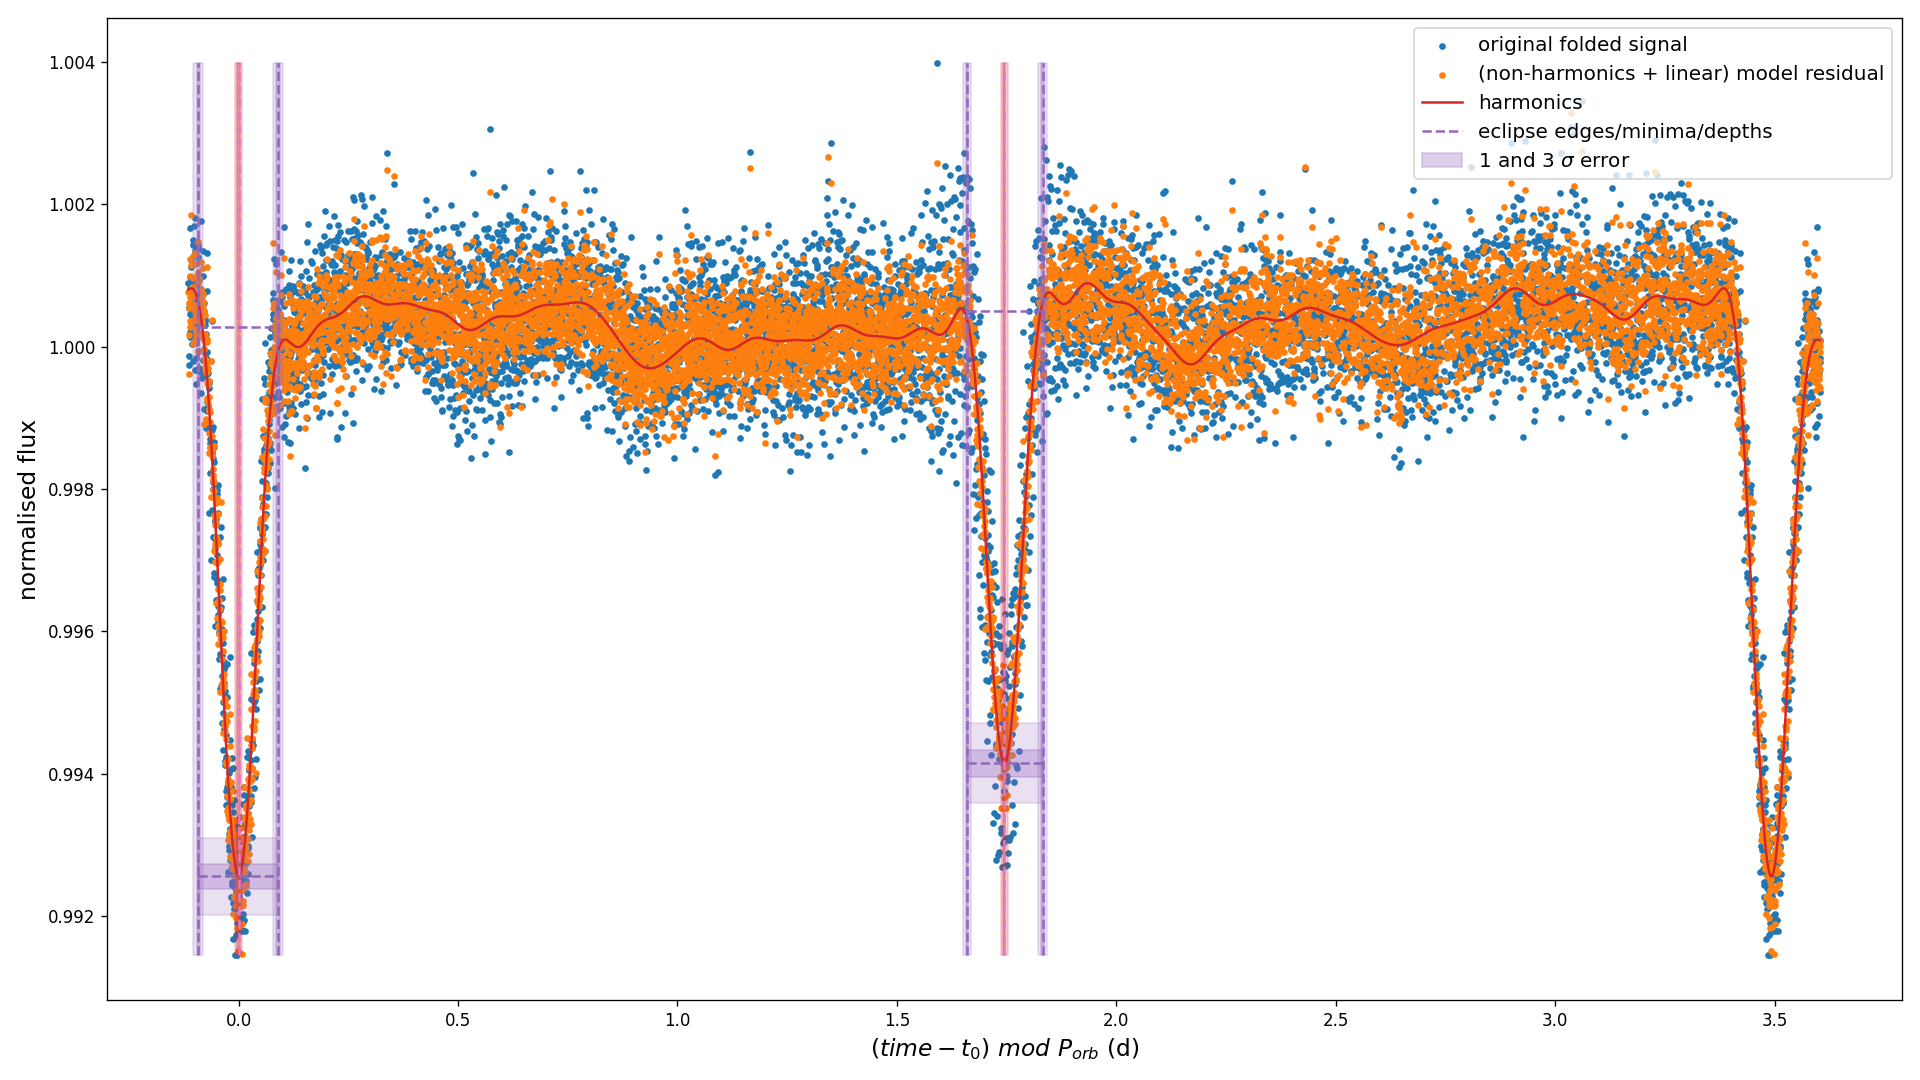 normalised flux
1.004
1.002
1.000
0.998
0.996
0.994
0.992
original folded signal
(non-harmonics + linear) model residual
harmonics
eclipse edges/minima/depths
1 and 3 σ error
0.0 0.5 1.0 1.5 2.0 2.5 3.0 3.5
(time − t₀) mod Pₒᵣb (d)